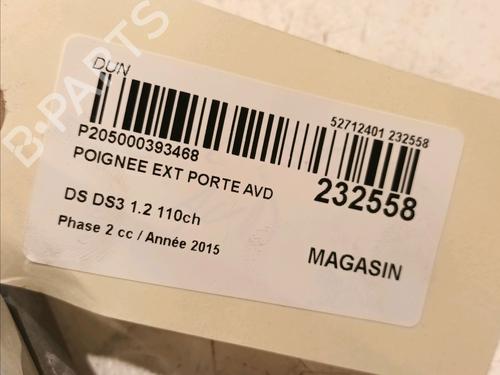 DUN
52712401 232558
P205000393468
POIGNEE EXT PORTE AVD
232558
DS DS3 1.2 110ch
Phase 2 cc / Année 2015
MAGASIN
B-PARTS